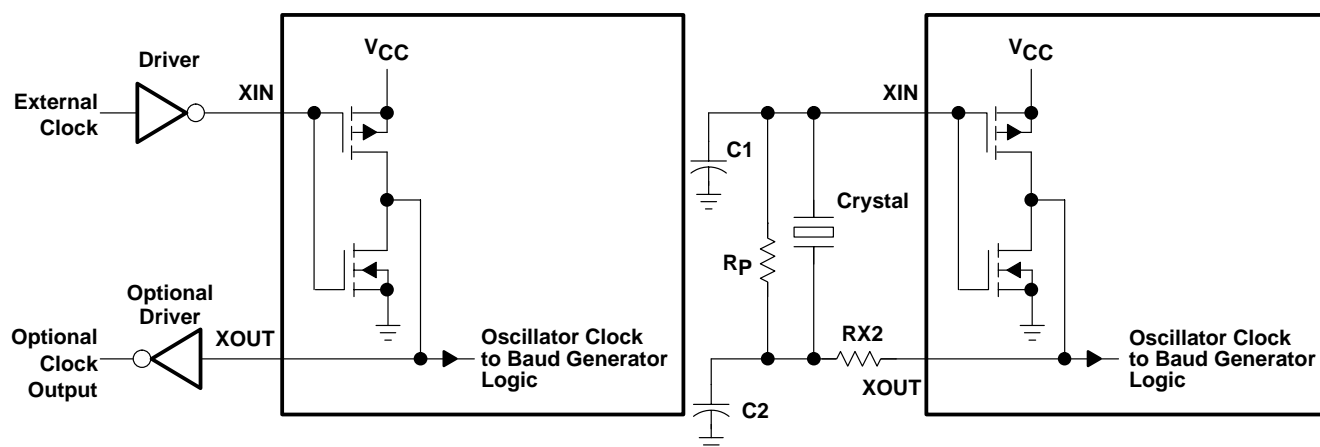 VCC
Driver
XIN
External
Clock
Optional
Driver
XOUT
Optional
Clock
Output
Oscillator Clock
to Baud Generator
Logic
VCC
XIN
C1
Crystal
RP
RX2
XOUT
C2
Oscillator Clock
to Baud Generator
Logic